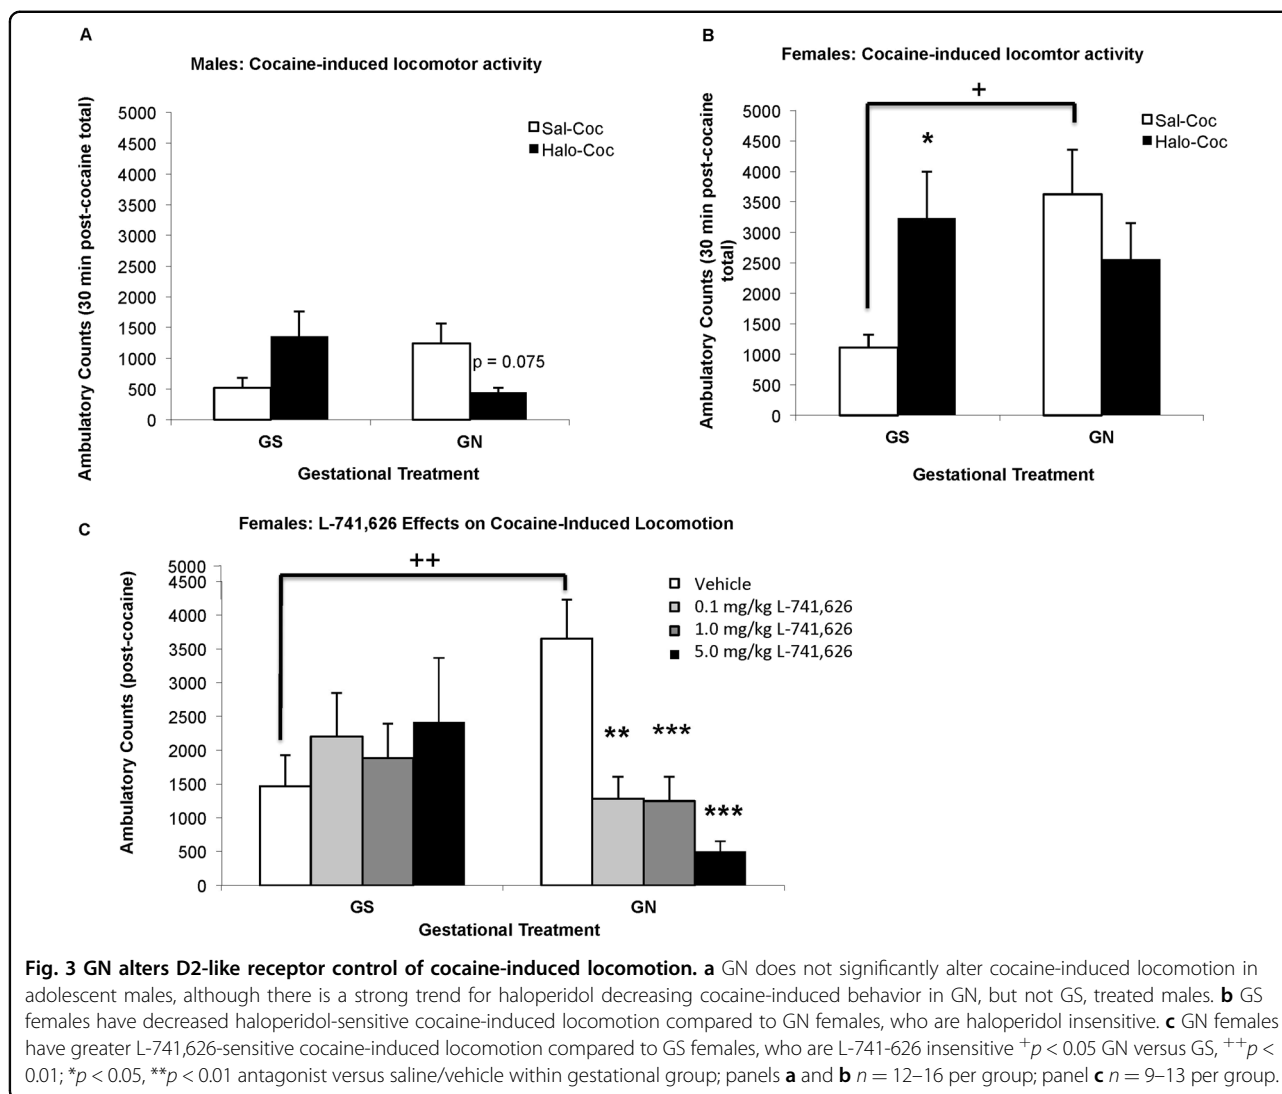 A
Males: Cocaine-induced locomotor activity
Ambulatory Counts (30 min post-cocaine total)
5000
4500
4000
3500
3000
2500
2000
1500
1000
500
0
Sal-Coc
Halo-Coc
p = 0.075
GS
GN
Gestational Treatment
B
Females: Cocaine-induced locomtor activity
Ambulatory Counts (30 min post-cocaine
total)
5000
4500
4000
3500
3000
2500
2000
1500
1000
500
0
+
Sal-Coc
Halo-Coc
*
GS
GN
Gestational Treatment
C
Females: L-741,626 Effects on Cocaine-Induced Locomotion
Ambulatory Counts (post-cocaine)
5000
4500
4000
3500
3000
2500
2000
1500
1000
500
0
++
Vehicle
0.1 mg/kg L-741,626
1.0 mg/kg L-741,626
5.0 mg/kg L-741,626
**
***
***
GS
GN
Gestational Treatment
Fig. 3 GN alters D2-like receptor control of cocaine-induced locomotion. a GN does not significantly alter cocaine-induced locomotion in
adolescent males, although there is a strong trend for haloperidol decreasing cocaine-induced behavior in GN, but not GS, treated males. b GS
females have decreased haloperidol-sensitive cocaine-induced locomotion compared to GN females, who are haloperidol insensitive. c GN females
have greater L-741,626-sensitive cocaine-induced locomotion compared to GS females, who are L-741-626 insensitive +p < 0.05 GN versus GS, ++p <
0.01; *p < 0.05, **p < 0.01 antagonist versus saline/vehicle within gestational group; panels a and b n = 12–16 per group; panel c n = 9–13 per group.